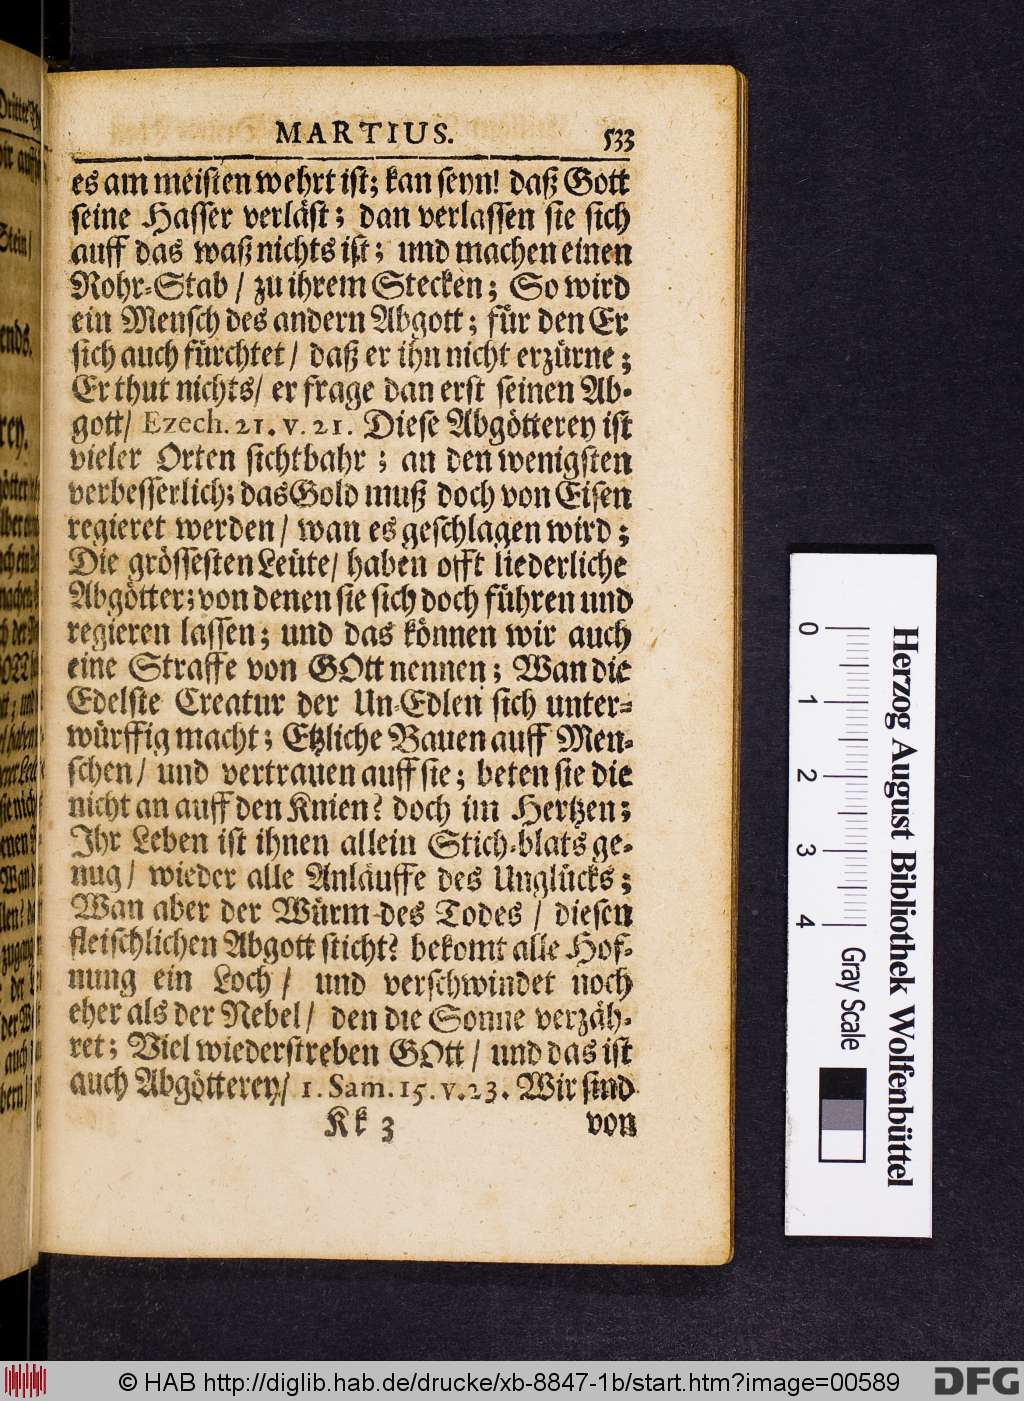 MARTIUS. 533
es am meisten wehrt ist; kan seyn! daß Gott
seine Hasser verläst; dan verlassen sie sich
auff das waß nichts ist; und machen einen
Rohr-Stab / zu ihrem Stecken; So wird
ein Mensch des andern Abgott; für den Er
sich auch fürchtet / daß er ihn nicht erzürne;
Er thut nichts / er frage dan erst seinen Ab-
gott / Ezech. 21. v. 21. Diese Abgötterey ist
vieler Orten sichtbahr; an den wenigsten
verbesserlich; das Gold muß doch von Eisen
regieret werden / wan es geschlagen wird;
Die grössesten Leüte / haben offt liederliche
Abgötter; von denen sie sich doch führen und
regieren lassen; und das können wir auch
eine Straffe von GOtt nennen; Wan die
Edelste Creatur der Un-Edlen sich unter-
würffig macht; Etzliche Bauen auff Men-
schen / und vertrauen auff sie; beten sie die
nicht an auff den Knien? doch im Hertzen;
Ihr Leben ist ihnen allein Stich-blats ge-
nug / wieder alle Anläuffe des Unglücks;
Wan aber der Würm des Todes / diesen
fleischlichen Abgott sticht? bekomt alle Hof-
nung ein Loch / und verschwindet noch
eher als der Nebel / den die Sonne verzäh-
ret; Viel wiederstreben GOtt / und das ist
auch Abgötterey / 1. Sam. 15. v. 23. Wir sind
Kk 3 von
Herzog August Bibliothek Wolfenbüttel
0 1 2 3 4 Gray Scale
© HAB http://diglib.hab.de/drucke/xb-8847-1b/start.htm?image=00589
DFG